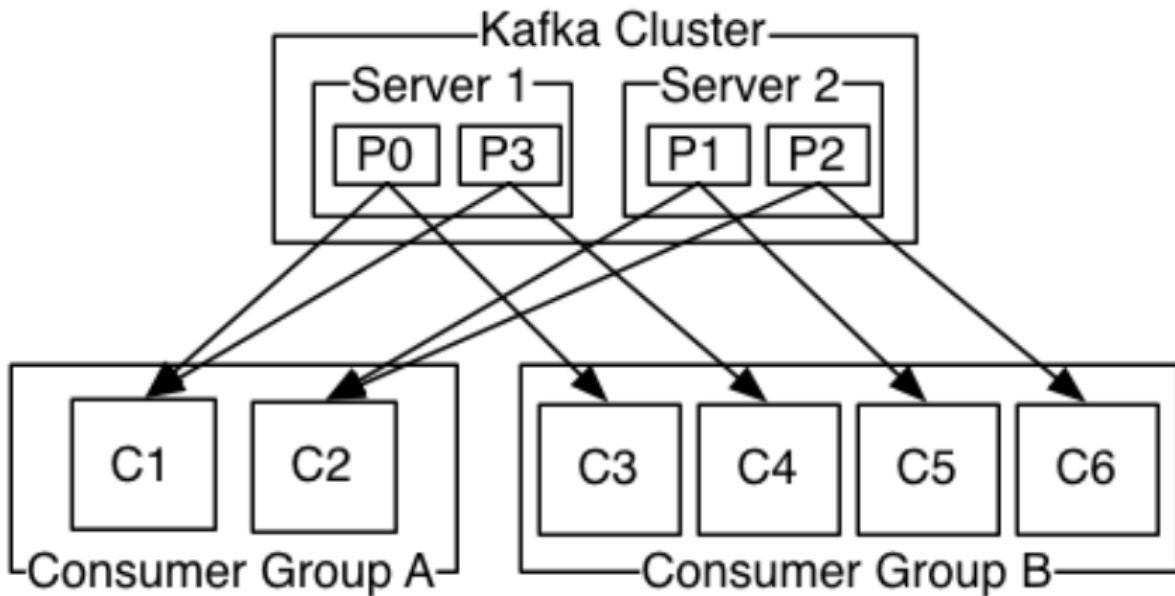 Kafka Cluster
Server 1 Server 2
P0 P3 P1 P2
C1 C2 C3 C4 C5 C6
Consumer Group A Consumer Group B